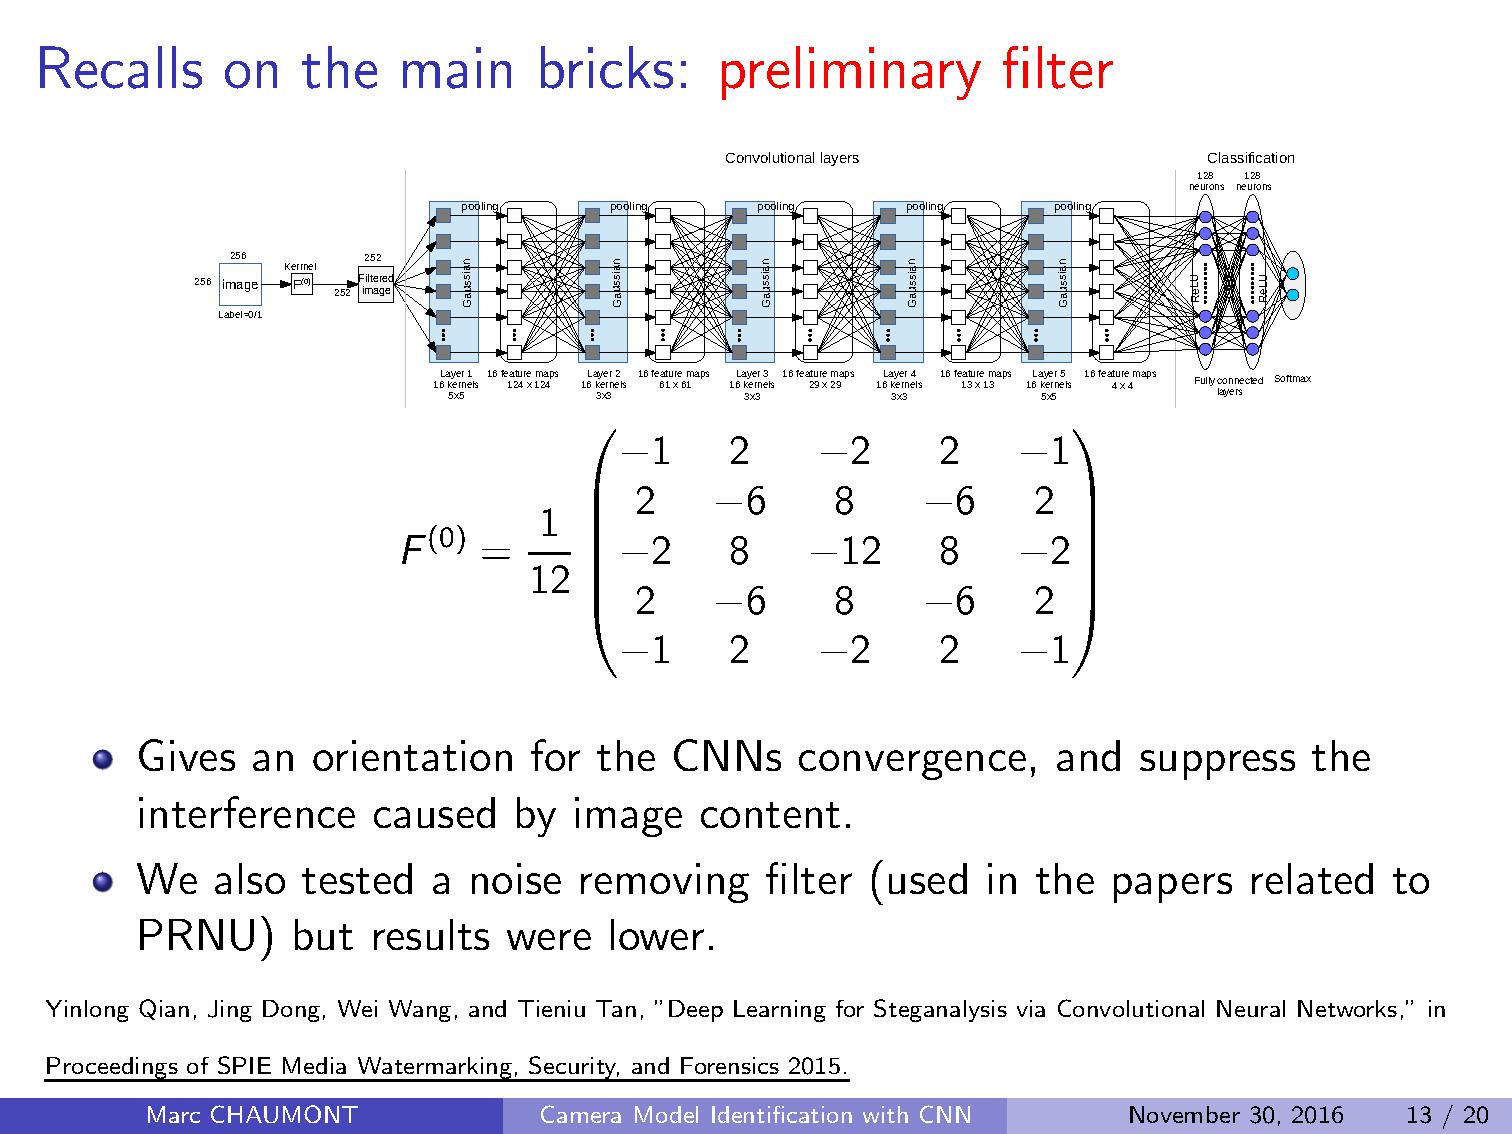 Recalls on the main bricks: preliminary filter
Convolutional layers
Classification
128 neurons
128 neurons
pooling
pooling
pooling
pooling
pooling
256
256
image
Label=0/1
Kernel
F(0)
252
252
Filtered
image
Gaussian
Gaussian
Gaussian
Gaussian
Gaussian
ReLU
ReLU
Layer 1
16 kernels
5x5
16 feature maps
124 x 124
Layer 2
16 kernels
3x3
16 feature maps
61 x 61
Layer 3
16 kernels
3x3
16 feature maps
29 x 29
Layer 4
16 kernels
3x3
16 feature maps
13 x 13
Layer 5
16 kernels
5x5
16 feature maps
4 x 4
Fully connected
layers
Softmax
F(0) = 1/12
−1 2 −2 2 −1
2 −6 8 −6 2
−2 8 −12 8 −2
2 −6 8 −6 2
−1 2 −2 2 −1
Gives an orientation for the CNNs convergence, and suppress the
interference caused by image content.
We also tested a noise removing filter (used in the papers related to
PRNU) but results were lower.
Yinlong Qian, Jing Dong, Wei Wang, and Tieniu Tan, ”Deep Learning for Steganalysis via Convolutional Neural Networks,” in
Proceedings of SPIE Media Watermarking, Security, and Forensics 2015.
Marc CHAUMONT
Camera Model Identification with CNN
November 30, 2016
13 / 20